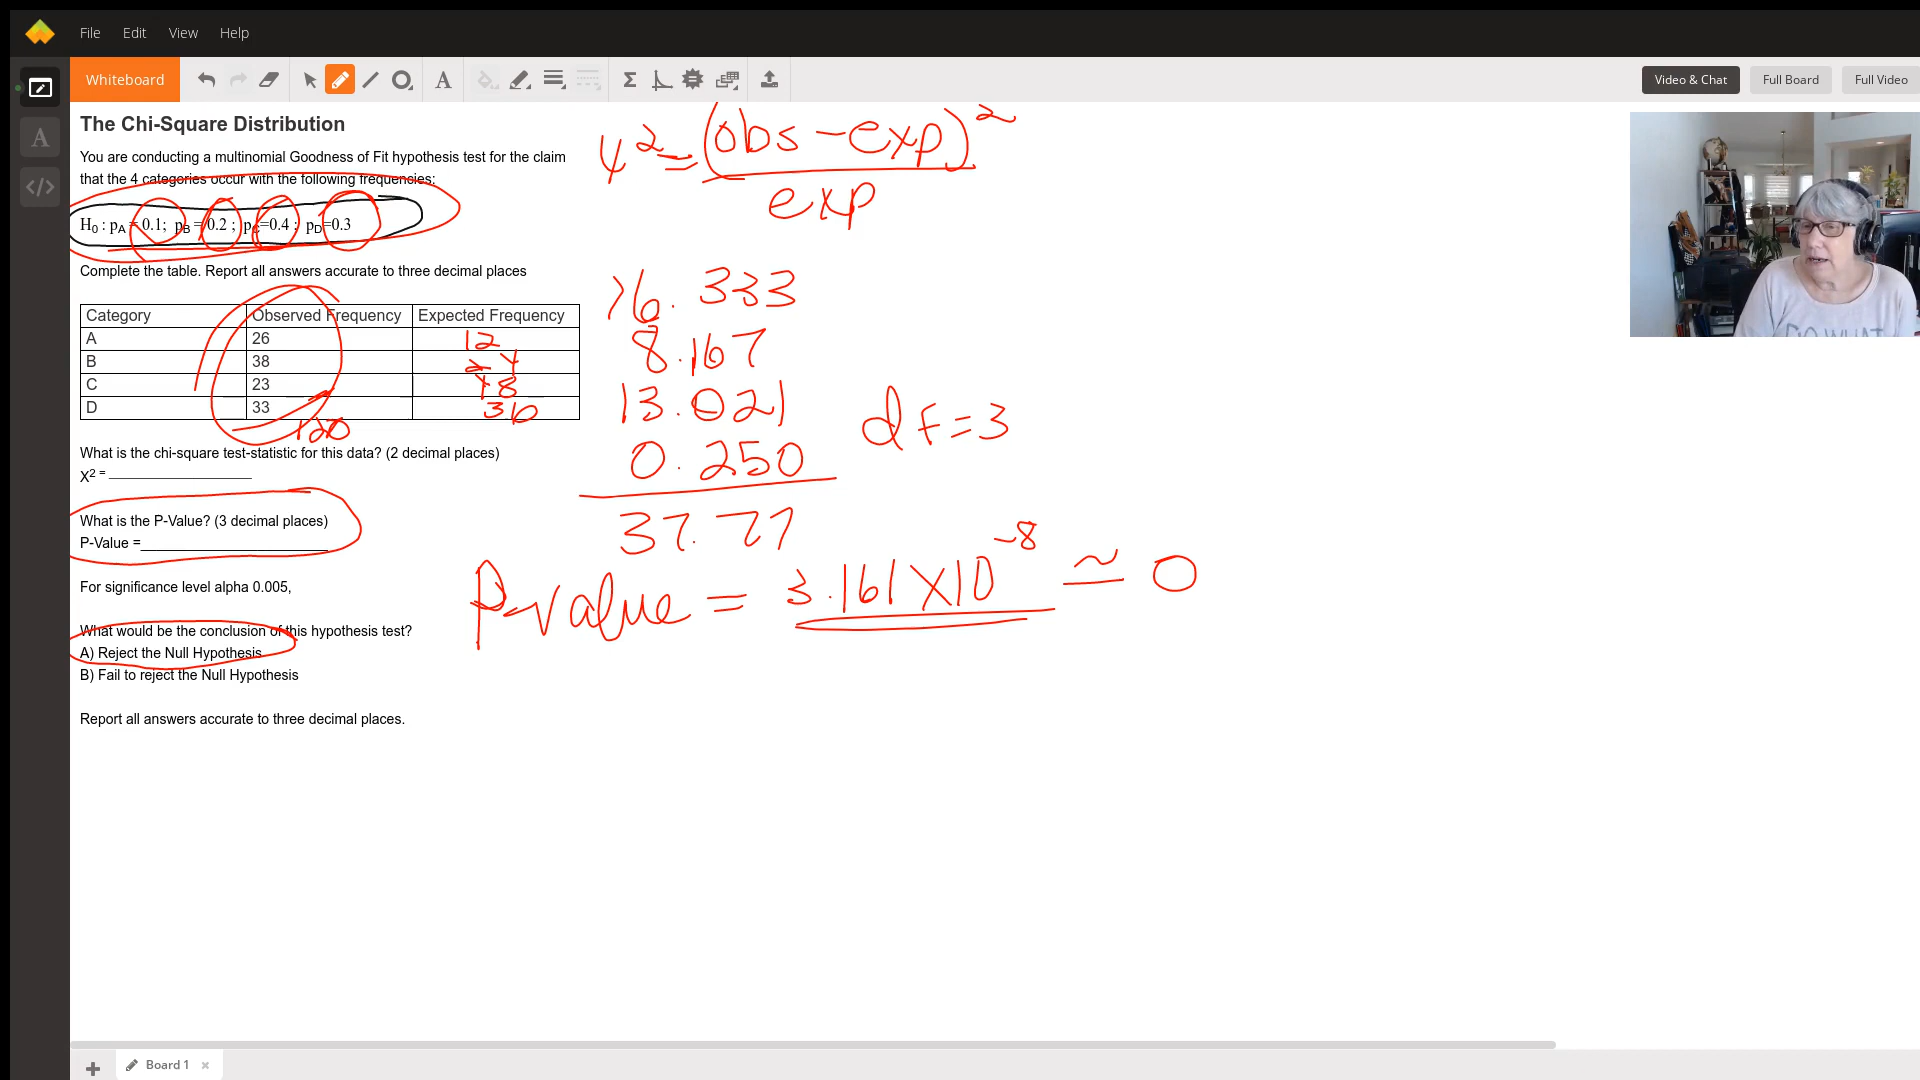 File Edit View Help
Whiteboard
Video & Chat Full Board Full Video
The Chi-Square Distribution
You are conducting a multinomial Goodness of Fit hypothesis test for the claim
that the 4 categories occur with the following frequencies:
H0 : pA = 0.1; pB = 0.2 ; pC=0.4 ; pD=0.3
Complete the table. Report all answers accurate to three decimal places
Category Observed Frequency Expected Frequency
A 26 12
B 38 24
C 23 48
D 33 36
120
What is the chi-square test-statistic for this data? (2 decimal places)
X2 = ____________________
What is the P-Value? (3 decimal places)
P-Value =________________________
For significance level alpha 0.005,
What would be the conclusion of this hypothesis test?
A) Reject the Null Hypothesis
B) Fail to reject the Null Hypothesis
Report all answers accurate to three decimal places.
χ² = (obs - exp)²
exp
16.333
8.167
13.021
0.250
37.77
df = 3
P-value = 3.161 X 10⁻⁸ ≃ 0
DO WHAT
Board 1